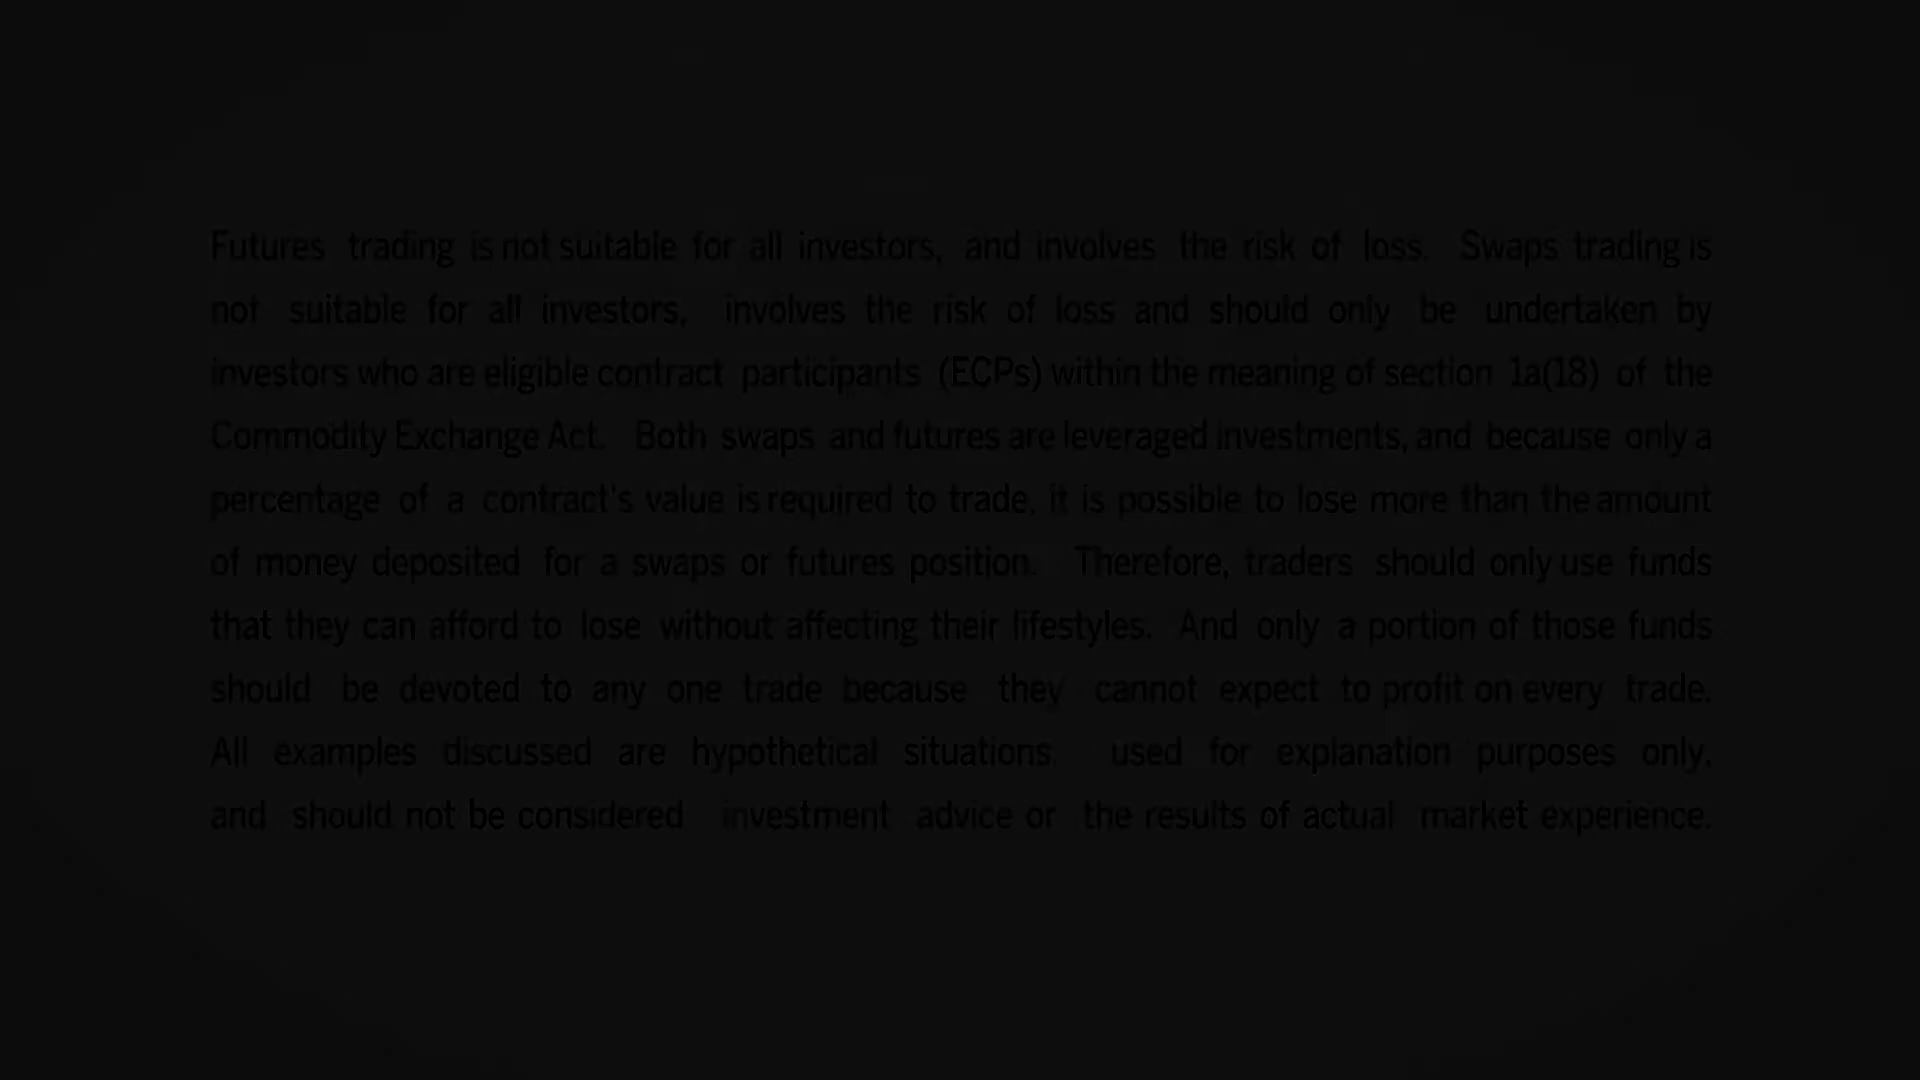 Futures trading is not suitable for all investors, and involves the risk of loss. Swaps trading is
not suitable for all investors, involves the risk of loss and should only be undertaken by
investors who are eligible contract participants (ECPs) within the meaning of section 1a(18) of the
Commodity Exchange Act. Both swaps and futures are leveraged investments, and because only a
percentage of a contract's value is required to trade, it is possible to lose more than the amount
of money deposited for a swaps or futures position. Therefore, traders should only use funds
that they can afford to lose without affecting their lifestyles. And only a portion of those funds
should be devoted to any one trade because they cannot expect to profit on every trade.
All examples discussed are hypothetical situations, used for explanation purposes only,
and should not be considered investment advice or the results of actual market experience.